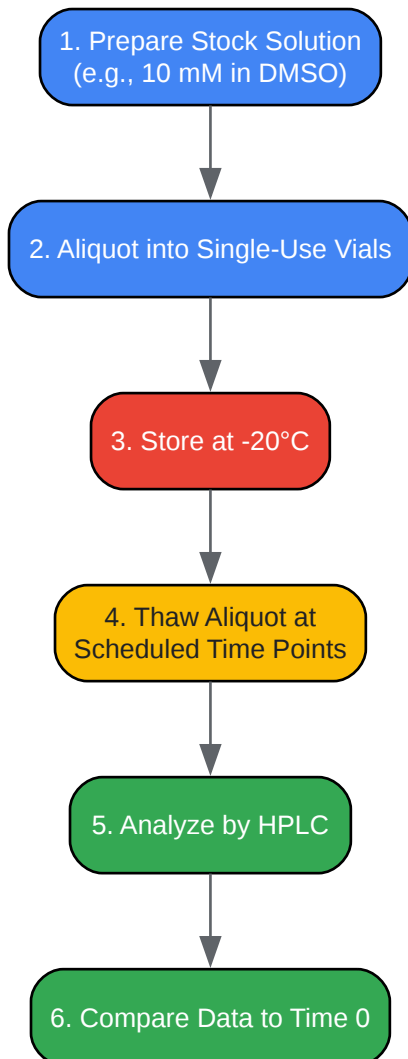 1. Prepare Stock Solution
(e.g., 10 mM in DMSO)
2. Aliquot into Single-Use Vials
3. Store at -20°C
4. Thaw Aliquot at
Scheduled Time Points
5. Analyze by HPLC
6. Compare Data to Time 0